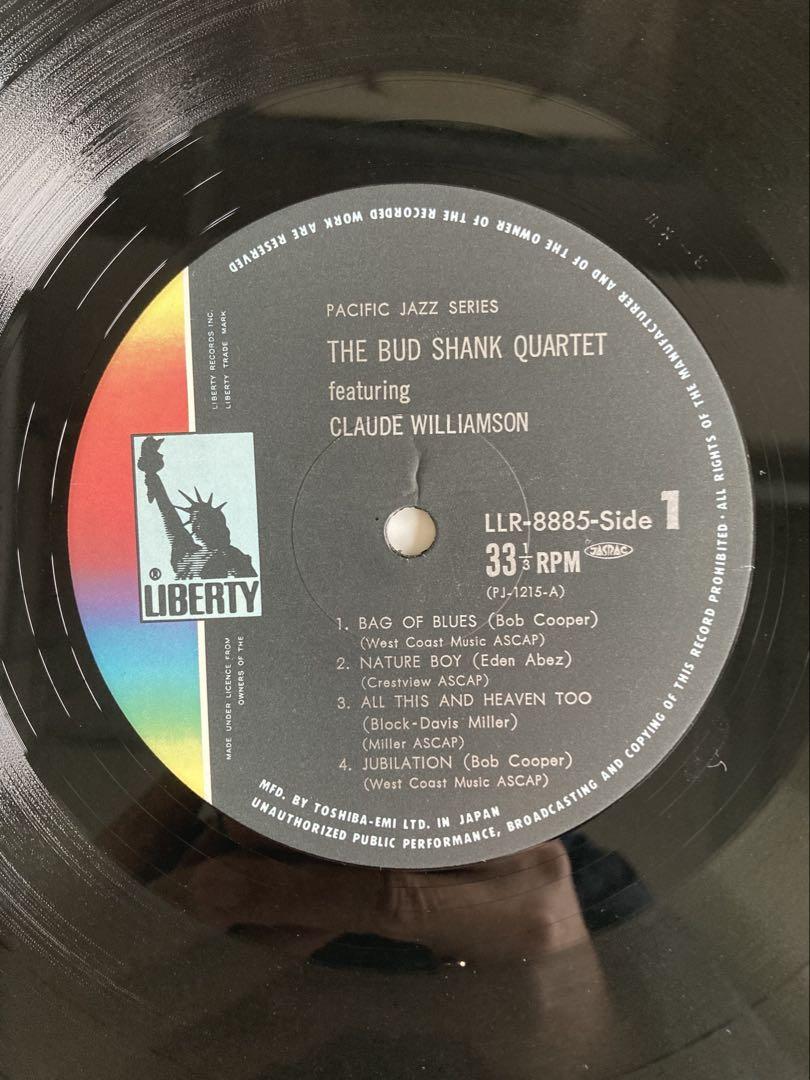 PACIFIC JAZZ SERIES
THE BUD SHANK QUARTET
featuring
CLAUDE WILLIAMSON
LIBERTY RECORDS INC.
LIBERTY TRADE MARK
®
LIBERTY
MADE UNDER LICENCE FROM
OWNERS OF THE
LLR-8885-Side 1
33 1/3 RPM JASRAC
(PJ-1215-A)
1. BAG OF BLUES (Bob Cooper)
(West Coast Music ASCAP)
2. NATURE BOY (Eden Abez)
(Crestview ASCAP)
3. ALL THIS AND HEAVEN TOO
(Block-Davis Miller)
(Miller ASCAP)
4. JUBILATION (Bob Cooper)
(West Coast Music ASCAP)
MFD. BY TOSHIBA-EMI LTD. IN JAPAN
UNAUTHORIZED PUBLIC PERFORMANCE, BROADCASTING AND COPYING OF THIS RECORD PROHIBITED · ALL RIGHTS OF THE MANUFACTURER AND OF THE OWNER OF THE RECORDED WORK ARE RESERVED